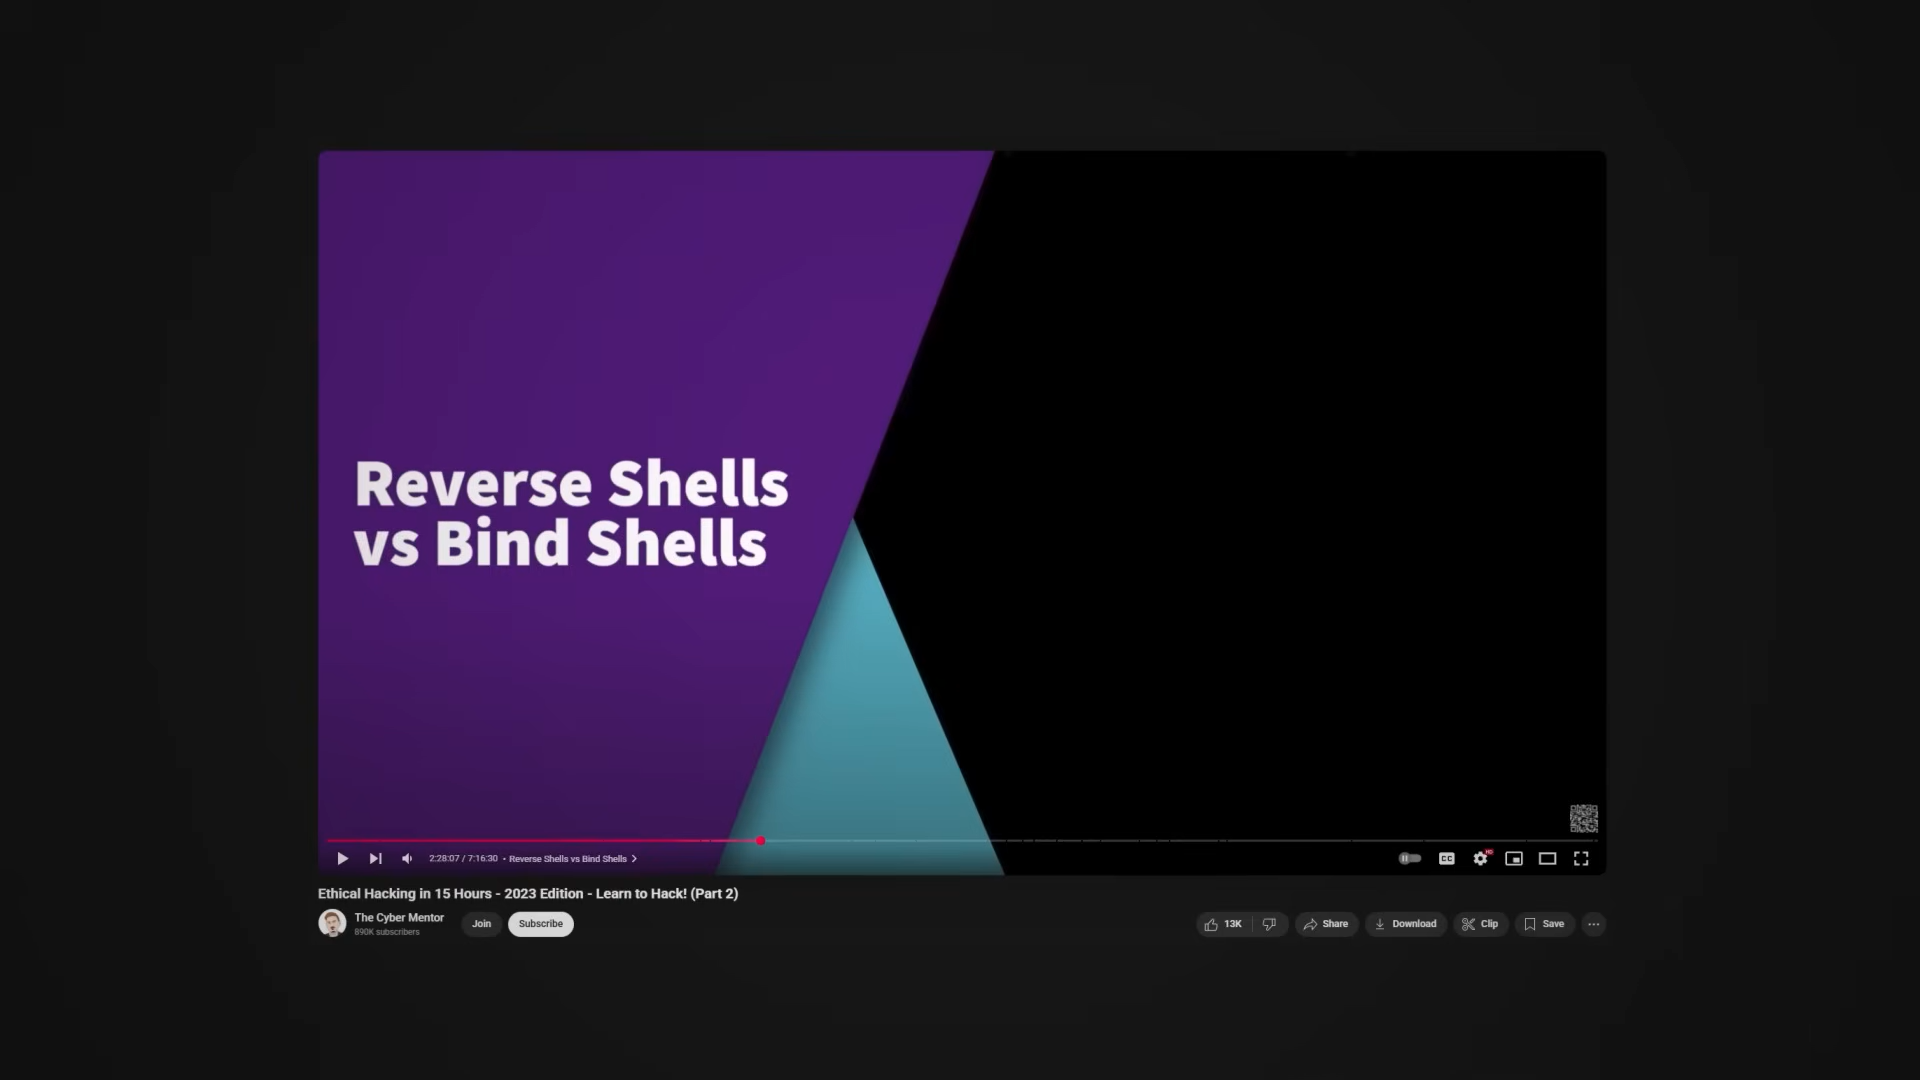 Reverse Shells
vs Bind Shells
2:28:07 / 7:16:30 • Reverse Shells vs Bind Shells
CC
HD
Ethical Hacking in 15 Hours - 2023 Edition - Learn to Hack! (Part 2)
The Cyber Mentor
890K subscribers
Join
Subscribe
13K
Share
Download
Clip
Save